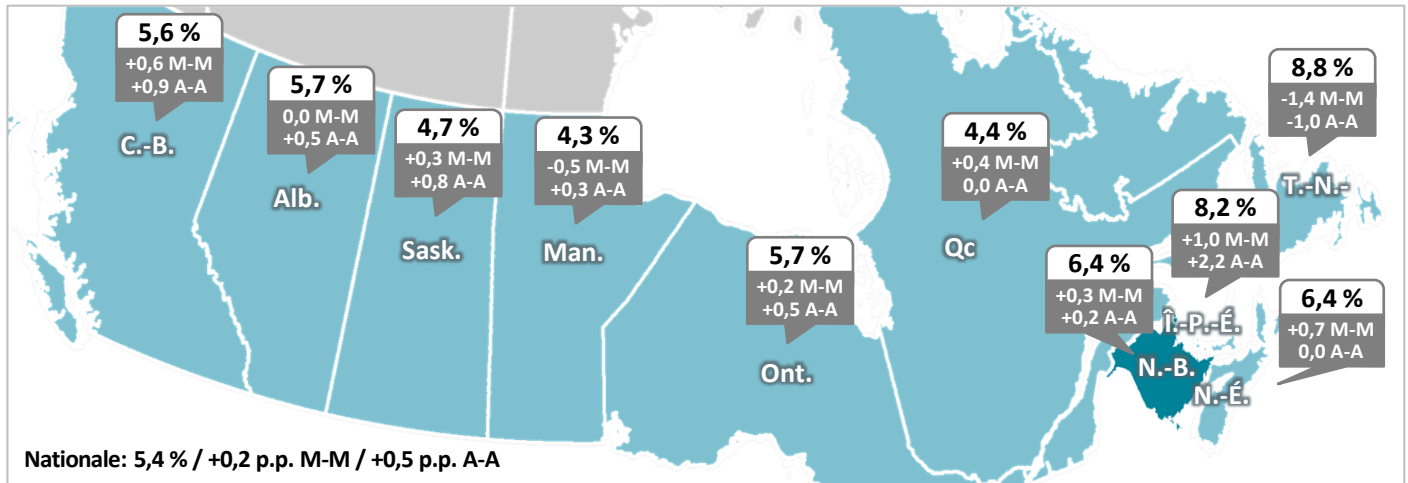 5,6 %
+0,6 M-M
+0,9 A-A
C.-B.
5,7 %
0,0 M-M
+0,5 A-A
Alb.
4,7 %
+0,3 M-M
+0,8 A-A
Sask.
4,3 %
-0,5 M-M
+0,3 A-A
Man.
5,7 %
+0,2 M-M
+0,5 A-A
Ont.
4,4 %
+0,4 M-M
0,0 A-A
Qc
8,8 %
-1,4 M-M
-1,0 A-A
T.-N.-
8,2 %
+1,0 M-M
+2,2 A-A
Î.-P.-É.
6,4 %
+0,3 M-M
+0,2 A-A
N.-B.
6,4 %
+0,7 M-M
0,0 A-A
N.-É.
Nationale: 5,4 % / +0,2 p.p. M-M / +0,5 p.p. A-A